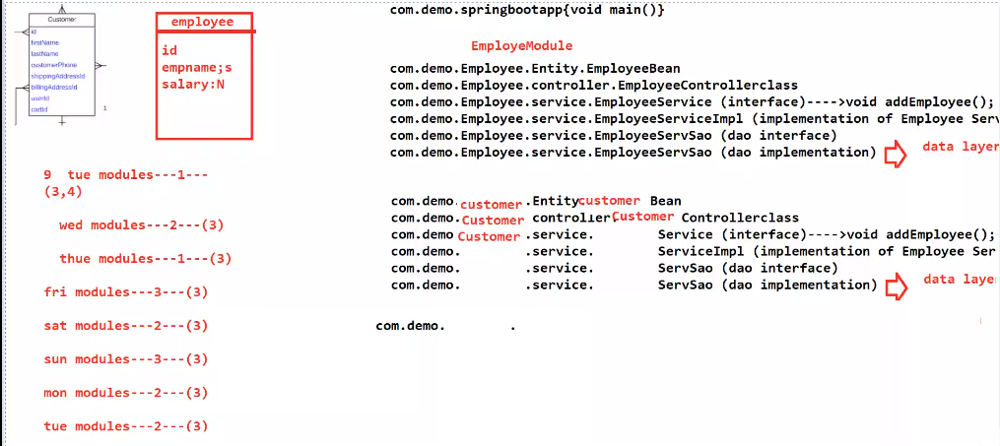 Customer
id
firstName
lastName
customerPhone
shippingAddressId
billingAddressId
userId
cartId
1
employee
id
empname;s
salary:N
9 tue modules---1---
(3,4)
wed modules---2---(3)
thue modules---1---(3)
fri modules---3---(3)
sat modules---2---(3)
sun modules---3---(3)
mon modules---2---(3)
tue modules---2---(3)
com.demo.springbootapp{void main()}
EmployeModule
com.demo.Employee.Entity.EmployeeBean
com.demo.Employee.controller.EmployeeControllerclass
com.demo.Employee.service.EmployeeService (interface)---->void addEmployee();
com.demo.Employee.service.EmployeeServiceImpl (implementation of Employee Serv
com.demo.Employee.service.EmployeeServSao (dao interface)
com.demo.Employee.service.EmployeeServSao (dao implementation) data layer
com.demo.customer.Entitycustomer Bean
com.demo.Customer controller.Customer Controllerclass
com.demo Customer .service. Service (interface)---->void addEmployee();
com.demo. .service. ServiceImpl (implementation of Employee Ser
com.demo. .service. ServSao (dao interface)
com.demo. .service. ServSao (dao implementation) data laye
com.demo. .